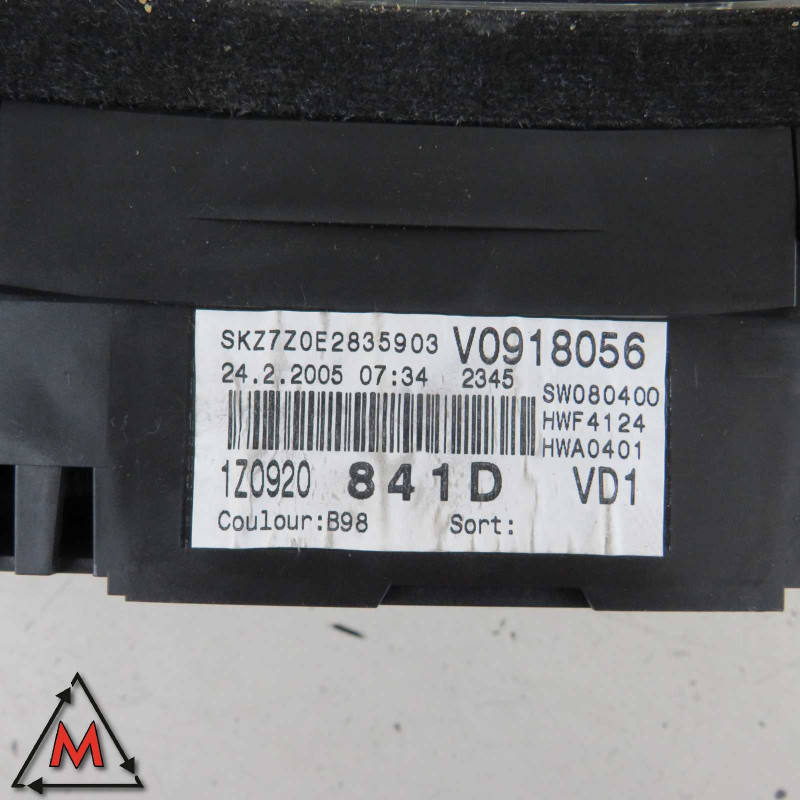 SKZ7Z0E2835903 V0918056
24.2.2005 07:34 2345
SW080400
HWF4124
HWA0401
1Z0920 841D VD1
Coulour:B98 Sort:
M